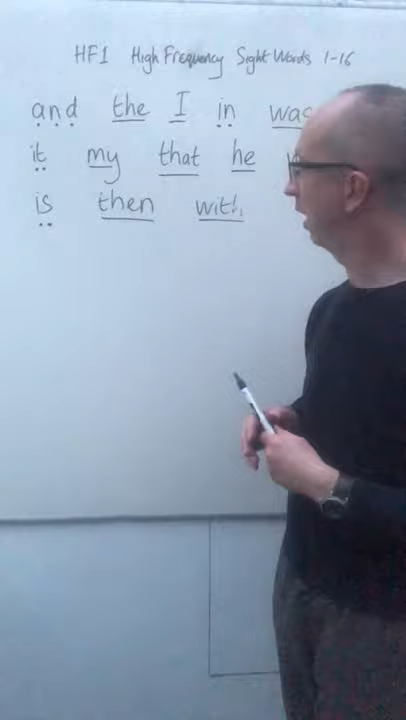 HF1 High Frequency Sight Words 1-16
and the I in was
it my that he
is then with